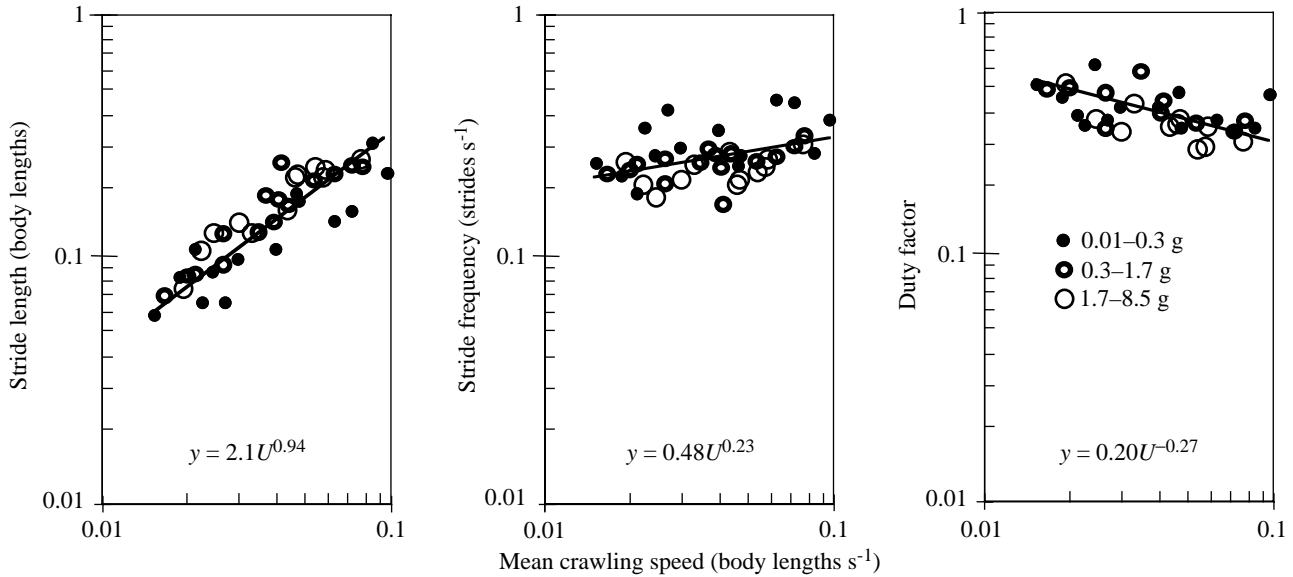 Stride length (body lengths)
1
0.1
0.01
y = 2.1U^0.94
0.01
0.1
Stride frequency (strides s^-1)
1
0.1
0.01
y = 0.48U^0.23
0.01
0.1
Duty factor
1
0.1
0.01
0.01–0.3 g
0.3–1.7 g
1.7–8.5 g
y = 0.20U^–0.27
0.01
0.1
Mean crawling speed (body lengths s^-1)